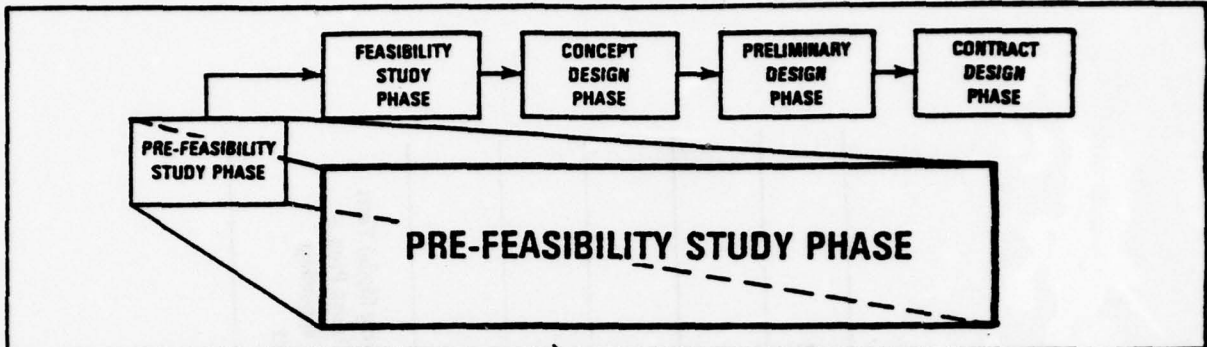 FEASIBILITY
STUDY
PHASE
CONCEPT
DESIGN
PHASE
PRELIMINARY
DESIGN
PHASE
CONTRACT
DESIGN
PHASE
PRE-FEASIBILITY
STUDY PHASE
PRE-FEASIBILITY STUDY PHASE